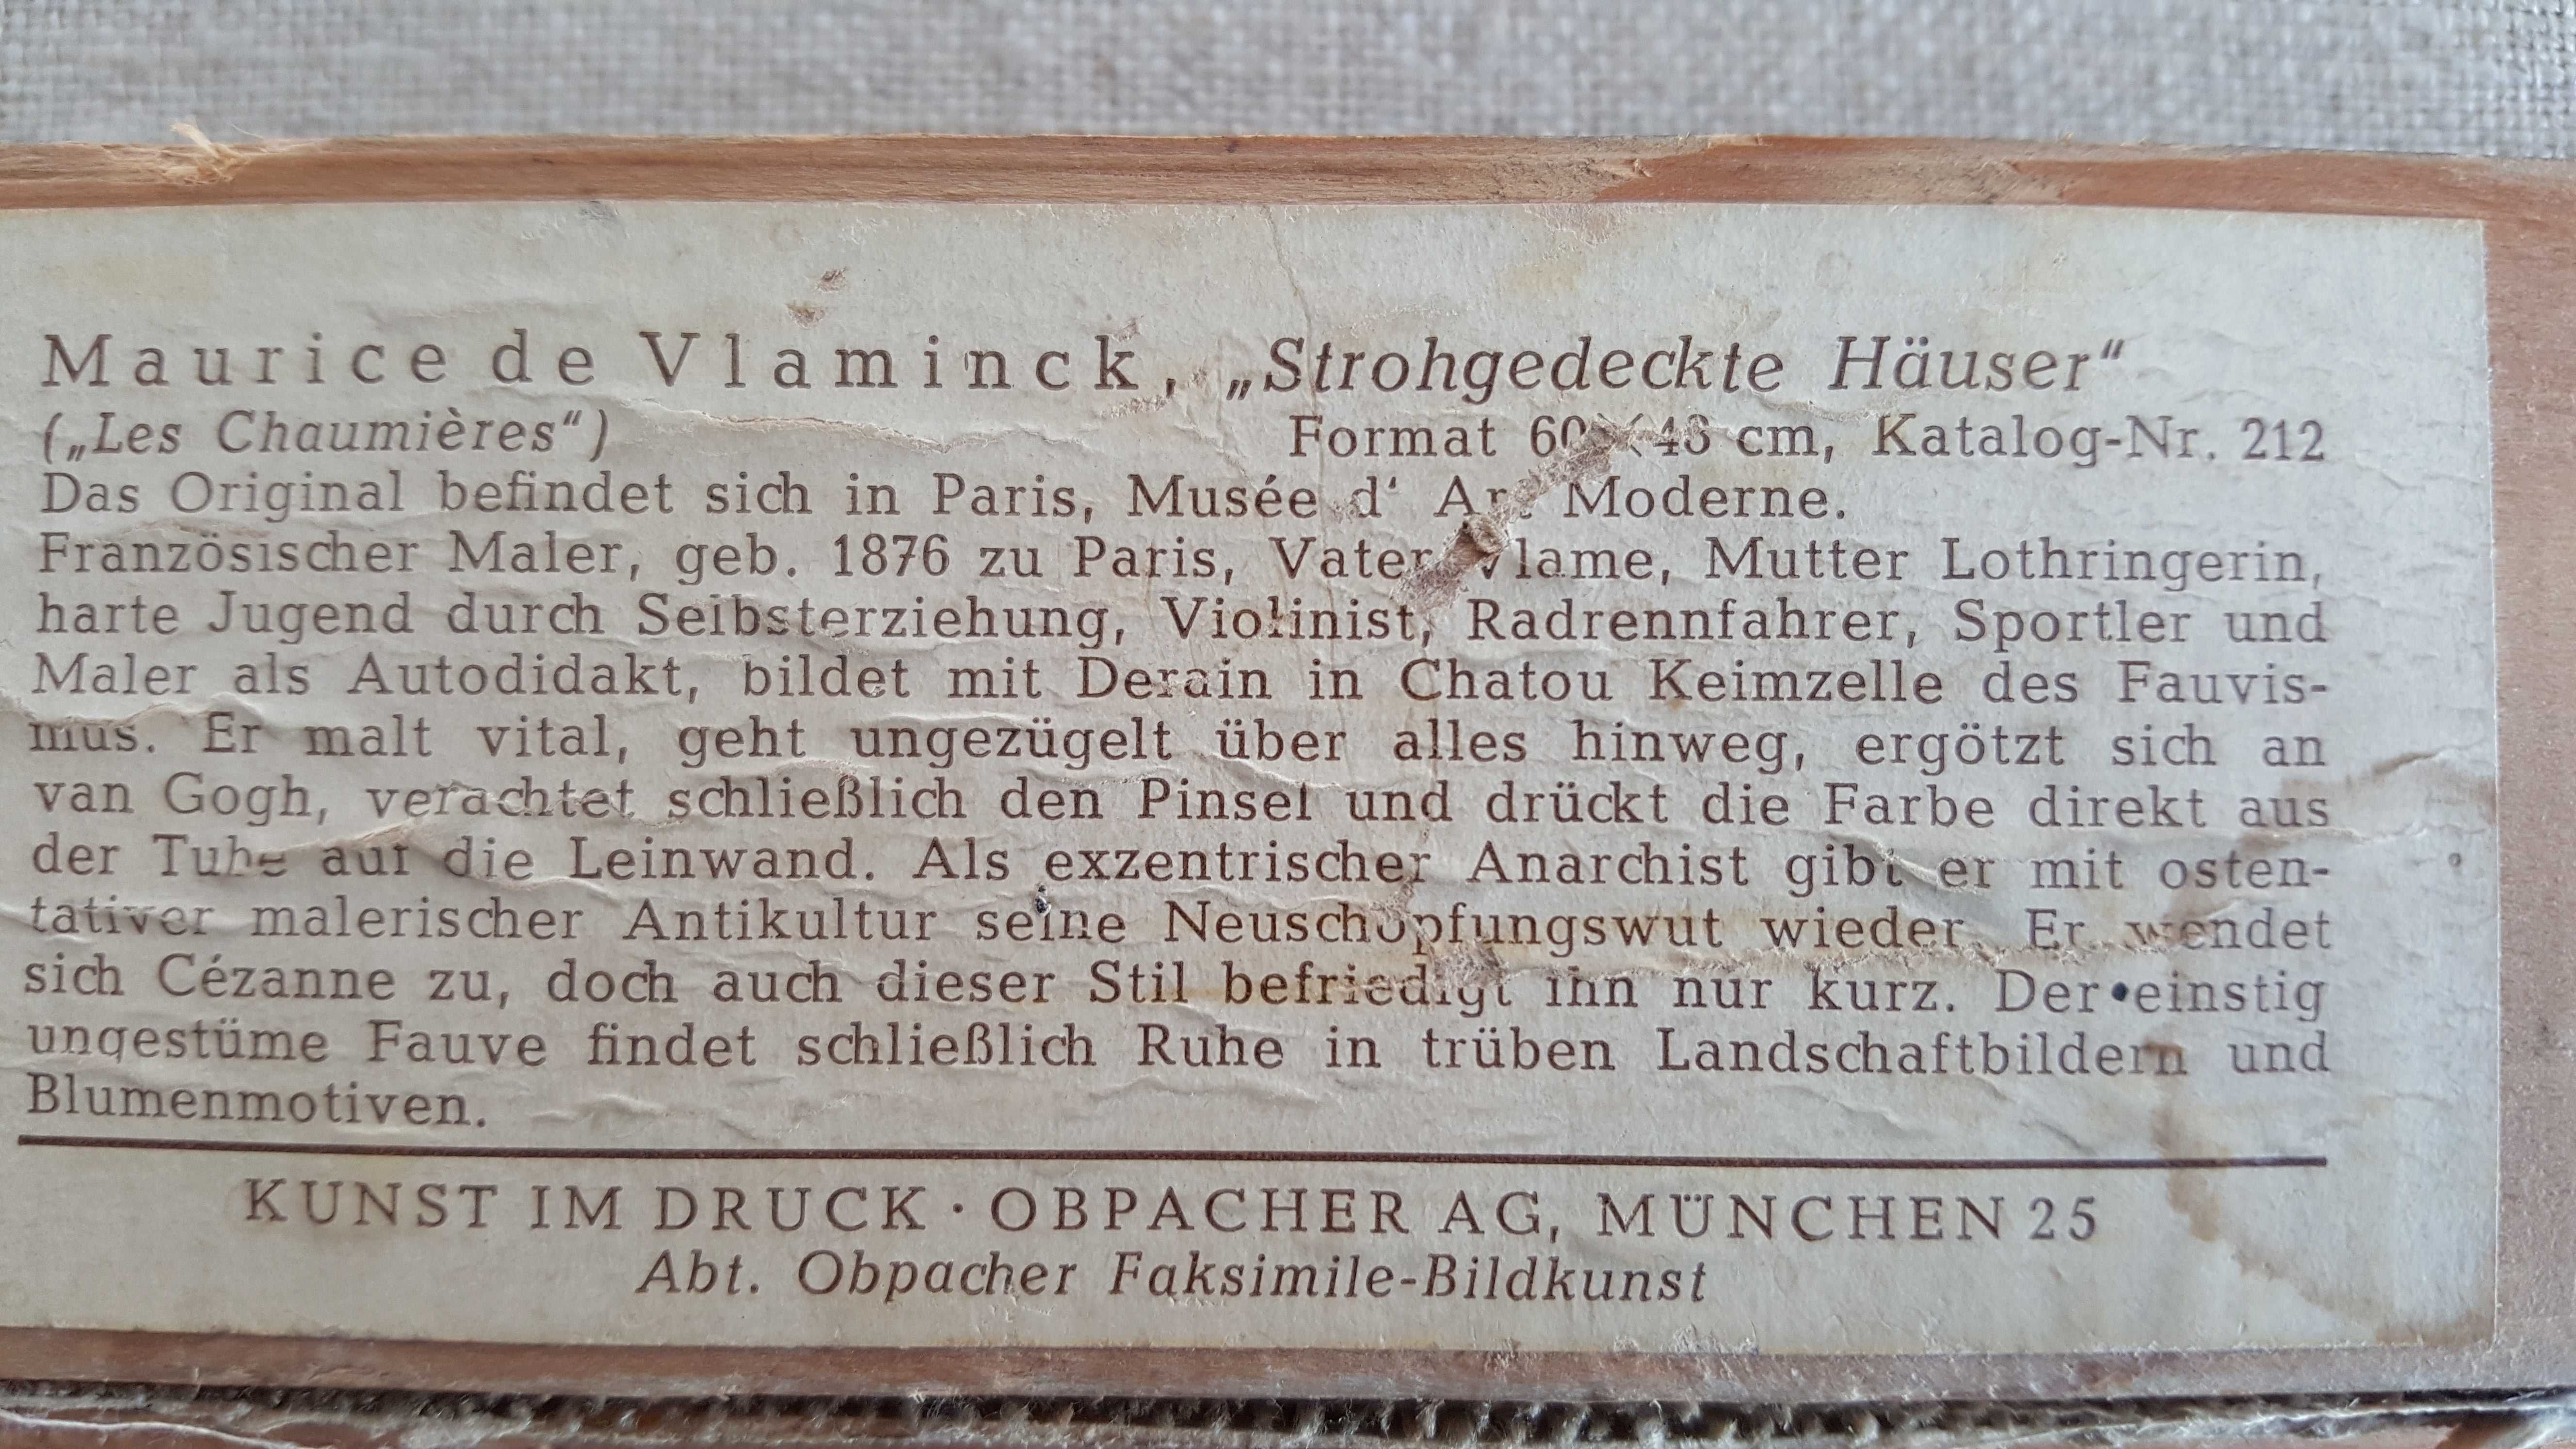 Maurice de Vlaminck, „Strohgedeckte Häuser“
(„Les Chaumières“) Format 60 × 48 cm, Katalog-Nr. 212
Das Original befindet sich in Paris, Musée d‘ Art Moderne.
Französischer Maler, geb. 1876 zu Paris, Vater Vlame, Mutter Lothringerin,
harte Jugend durch Selbsterziehung, Violinist, Radrennfahrer, Sportler und
Maler als Autodidakt, bildet mit Derain in Chatou Keimzelle des Fauvis-
mus. Er malt vital, geht ungezügelt über alles hinweg, ergötzt sich an
van Gogh, verachtet schließlich den Pinsel und drückt die Farbe direkt aus
der Tube auf die Leinwand. Als exzentrischer Anarchist gibt er mit osten-
tativer malerischer Antikultur seine Neuschöpfungswut wieder. Er wendet
sich Cézanne zu, doch auch dieser Stil befriedigt ihn nur kurz. Der einstig
ungestüme Fauve findet schließlich Ruhe in trüben Landschaftbildern und
Blumenmotiven.
KUNST IM DRUCK · OBPACHER AG, MÜNCHEN 25
Abt. Obpacher Faksimile-Bildkunst